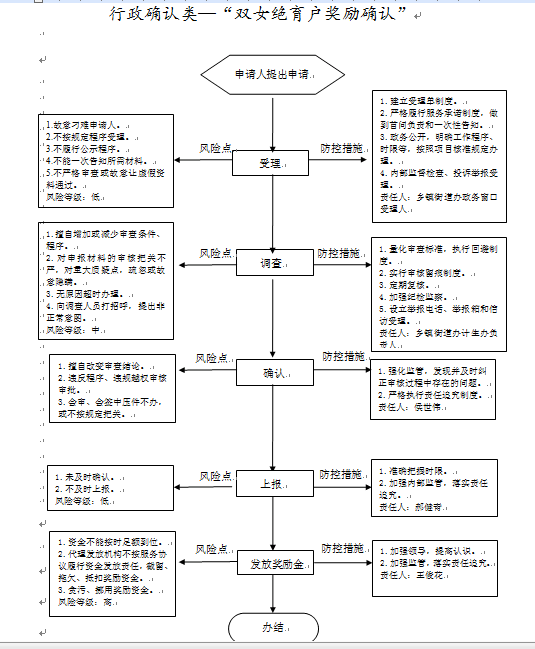 行政确认类—“双女绝育户奖励确认”
申请人提出申请
1.故意刁难申请人。
2.不按规定程序受理。
3.不履行公示程序。
4.不能一次告知所需材料。
5.不严格审查或故意让虚假资
料通过。
风险等级：低
风险点
受理
防控措施
1. 建立受理单制度。
2. 严格履行服务承诺制度，做
到首问负责和一次性告知。
3. 政务公开，明确工作程序、
时限等，按照项目核准规定办
理。
4. 内部监督检查、投诉举报受
理。
责任人：乡镇街道办政务窗口
受理人
1. 擅自增加或减少审查条件、
程序。
2. 对申报材料的审核把关不
严，对重大质疑点，疏忽或故
意隐瞒。
3. 无原因超时办理。
4. 向调查人员打招呼，提出非
正常意图。
风险等级：中
风险点
调查
防控措施
1. 量化审查标准，执行回避制
度。
2. 实行审核留痕制度。
3. 定期复核。
4. 加强纪检监察。
5. 设立举报电话、举报箱和信
访受理。
责任人：乡镇街道办计生办负
责人
1. 擅自改变审查结论。
2. 违反程序、违规越权审核
审批。
3. 会审、会签中压件不办，
或不按规定把关。
风险点
确认
防控措施
1. 强化监管，发现并及时纠
正审核过程中存在的问题。
2. 严格执行责任追究制度。
责任人：侯世伟
1. 未及时确认。
2. 不及时上报。
风险等级：低
风险点
上报
防控措施
1. 准确把握时限。
2. 加强内部监管，落实责任
追究。
责任人：郝健奇
1. 资金不能按时足额到位。
2. 代理发放机构不按服务协
议履行资金发放责任，截留、
拖欠、抵扣奖励资金。
3. 贪污、挪用奖励资金。
风险等级：高
风险点
发放奖励金
防控措施
1. 加强领导，提高认识。
2. 加强监管，落实责任追究。
责任人：王俊花
办结